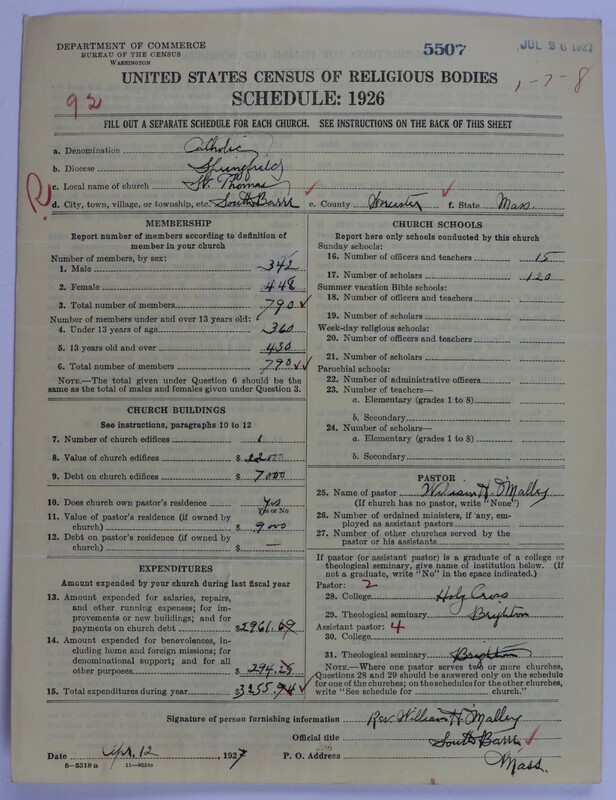 DEPARTMENT OF COMMERCE
BUREAU OF THE CENSUS
WASHINGTON
5507
JUL 26 1927
UNITED STATES CENSUS OF RELIGIOUS BODIES
1-7-8
92
SCHEDULE: 1926
FILL OUT A SEPARATE SCHEDULE FOR EACH CHURCH. SEE INSTRUCTIONS ON THE BACK OF THIS SHEET
a. Denomination Catholic
b. Diocese Springfield
c. Local name of church St. Thomas
d. City, town, village, or township, etc. South Barre e. County Worcester f. State Mass.
MEMBERSHIP
Report number of members according to definition of
member in your church
Number of members, by sex:
1. Male 342
2. Female 448
3. Total number of members 790
Number of members under and over 13 years old:
4. Under 13 years of age 360
5. 13 years old and over 430
6. Total number of members 790
NOTE.—The total given under Question 6 should be the
same as the total of males and females given under Question 3.
CHURCH BUILDINGS
See instructions, paragraphs 10 to 12
7. Number of church edifices 1
8. Value of church edifices $
9. Debt on church edifices $ 7000
10. Does church own pastor's residence Yes
Yes or No
11. Value of pastor's residence (if owned by
church) $ 9000
12. Debt on pastor's residence (if owned by
church) $ —
EXPENDITURES
Amount expended by your church during last fiscal year
13. Amount expended for salaries, repairs,
and other running expenses; for im-
provements or new buildings; and for
payments on church debt $2961.69
14. Amount expended for benevolences, in-
cluding home and foreign missions; for
denominational support; and for all
other purposes 294.25
15. Total expenditures during year $3255.94
CHURCH SCHOOLS
Report here only schools conducted by this church
Sunday schools:
16. Number of officers and teachers 15
17. Number of scholars 120
Summer vacation Bible schools:
18. Number of officers and teachers
19. Number of scholars
Week-day religious schools:
20. Number of officers and teachers
21. Number of scholars
Parochial schools:
22. Number of administrative officers
23. Number of teachers—
a. Elementary (grades 1 to 8)
b. Secondary
24. Number of scholars—
a. Elementary (grades 1 to 8)
b. Secondary
PASTOR
25. Name of pastor William H. O'Malley
(If church has no pastor, write "None")
26. Number of ordained ministers, if any, em-
ployed as assistant pastors
27. Number of other churches served by the
pastor or his assistants
If pastor (or assistant pastor) is a graduate of a college or
theological seminary, give name of institution below. (If
not a graduate, write "No" in the space indicated.)
Pastor: 2
28. College Holy Cross
29. Theological seminary Brighton
Assistant pastor: 4
30. College
31. Theological seminary Brighton
NOTE.—Where one pastor serves two or more churches,
Questions 28 and 29 should be answered only on the schedule
for one of the churches; on the schedules for the other churches,
write "See schedule for church."
Signature of person furnishing information Rev. William H. O'Malley
Official title South Barre
Date Apr. 12, 1927 P. O. Address Mass.
8-5318 a